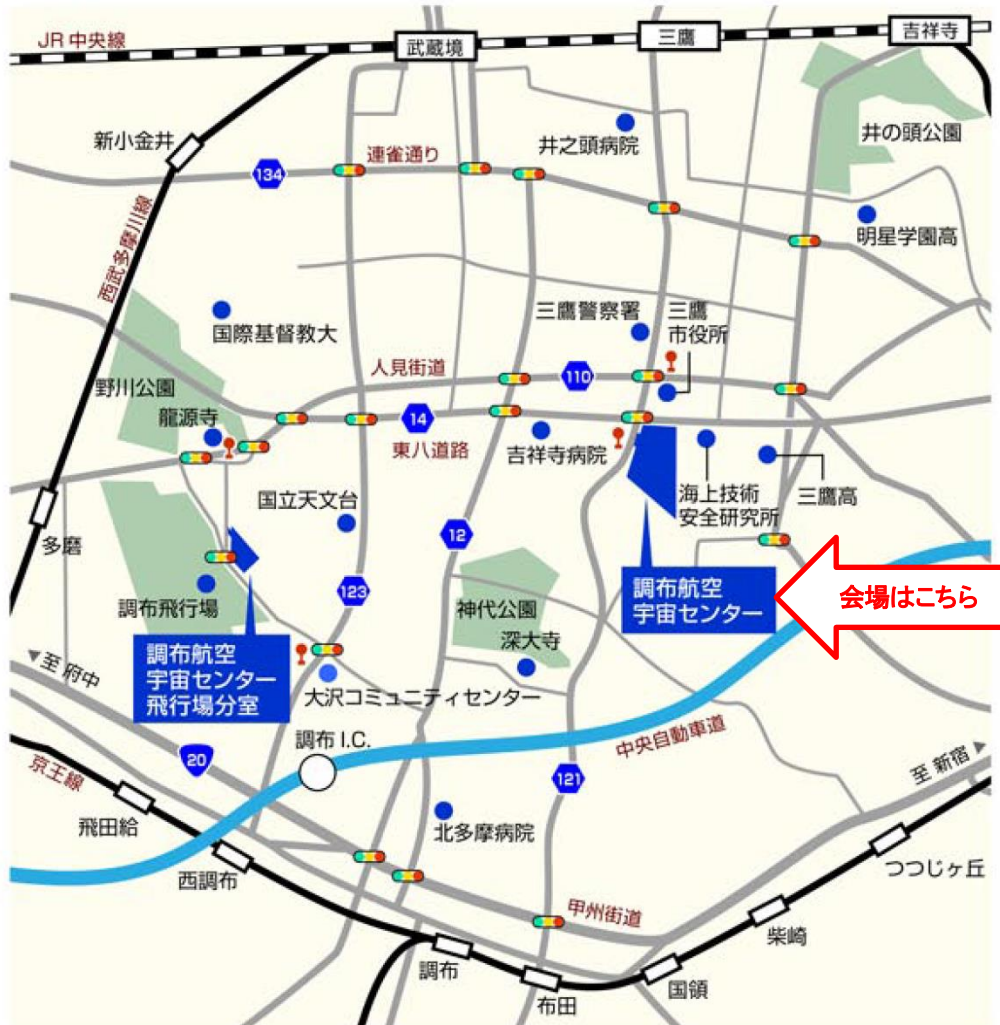 JR中央線
武蔵境
三鷹
吉祥寺
新小金井
134
連雀通り
井之頭病院
井の頭公園
西武多摩川線
明星学園高
国際基督教大
三鷹警察署
三鷹
市役所
人見街道
110
野川公園
龍源寺
14
東八道路
吉祥寺病院
海上技術
安全研究所
三鷹高
多磨
国立天文台
12
調布飛行場
123
神代公園
深大寺
調布航空
宇宙センター
会場はこちら
調布航空
宇宙センター
飛行場分室
◀至 府中
大沢コミュニティセンター
調布 I.C.
中央自動車道
20
京王線
121
至 新宿▶
飛田給
北多摩病院
西調布
つつじヶ丘
甲州街道
柴崎
調布
布田
国領